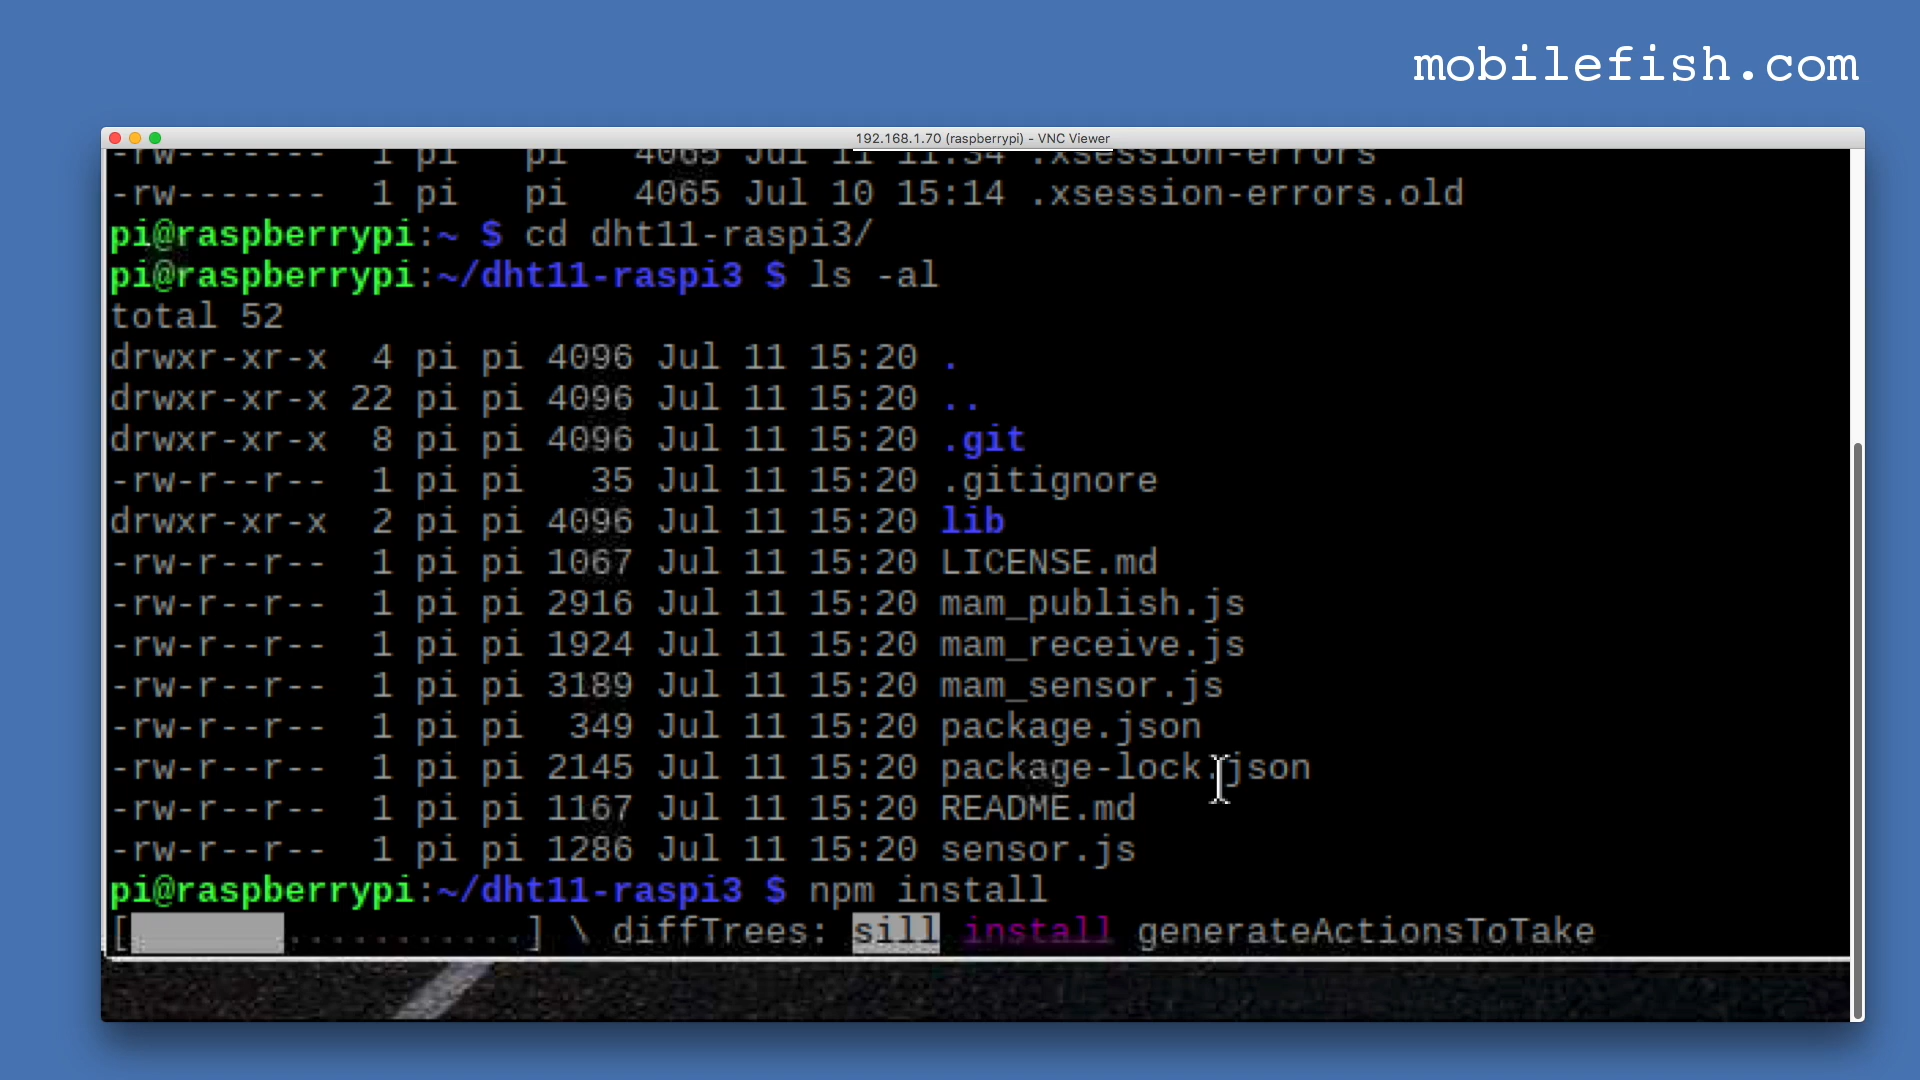 mobilefish.com
192.168.1.70 (raspberrypi) - VNC Viewer
-rw------- 1 pi pi 4065 Jul 11 11:34 .xsession-errors
-rw------- 1 pi pi 4065 Jul 10 15:14 .xsession-errors.old
pi@raspberrypi:~ $ cd dht11-raspi3/
pi@raspberrypi:~/dht11-raspi3 $ ls -al
total 52
drwxr-xr-x 4 pi pi 4096 Jul 11 15:20 .
drwxr-xr-x 22 pi pi 4096 Jul 11 15:20 ..
drwxr-xr-x 8 pi pi 4096 Jul 11 15:20 .git
-rw-r--r-- 1 pi pi 35 Jul 11 15:20 .gitignore
drwxr-xr-x 2 pi pi 4096 Jul 11 15:20 lib
-rw-r--r-- 1 pi pi 1067 Jul 11 15:20 LICENSE.md
-rw-r--r-- 1 pi pi 2916 Jul 11 15:20 mam_publish.js
-rw-r--r-- 1 pi pi 1924 Jul 11 15:20 mam_receive.js
-rw-r--r-- 1 pi pi 3189 Jul 11 15:20 mam_sensor.js
-rw-r--r-- 1 pi pi 349 Jul 11 15:20 package.json
-rw-r--r-- 1 pi pi 2145 Jul 11 15:20 package-lock.json
-rw-r--r-- 1 pi pi 1167 Jul 11 15:20 README.md
-rw-r--r-- 1 pi pi 1286 Jul 11 15:20 sensor.js
pi@raspberrypi:~/dht11-raspi3 $ npm install
[ ...........] \ diffTrees: sill install generateActionsToTake